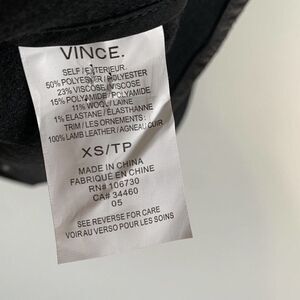 VINCE.
SELF / EXTERIEUR
50% POLYESTER / POLYESTER
23% VISCOSE / VISCOSE
15% POLYAMIDE / POLYAMIDE
11% WOOL / LAINE
1% ELASTANE / ÉLASTHANNE
TRIM / LES ORNEMENTS:
100% LAMB LEATHER / AGNEAU CUIR
XS/TP
MADE IN CHINA
FABRIQUÉ EN CHINE
RN# 106730
CA# 34460
05
SEE REVERSE FOR CARE
VOIR AU VERSO POUR LES SOINS